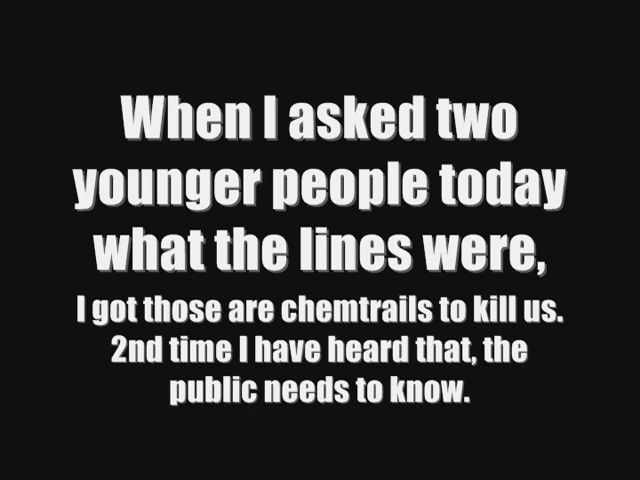 When I asked two
younger people today
what the lines were,
I got those are chemtrails to kill us.
2nd time I have heard that, the
public needs to know.